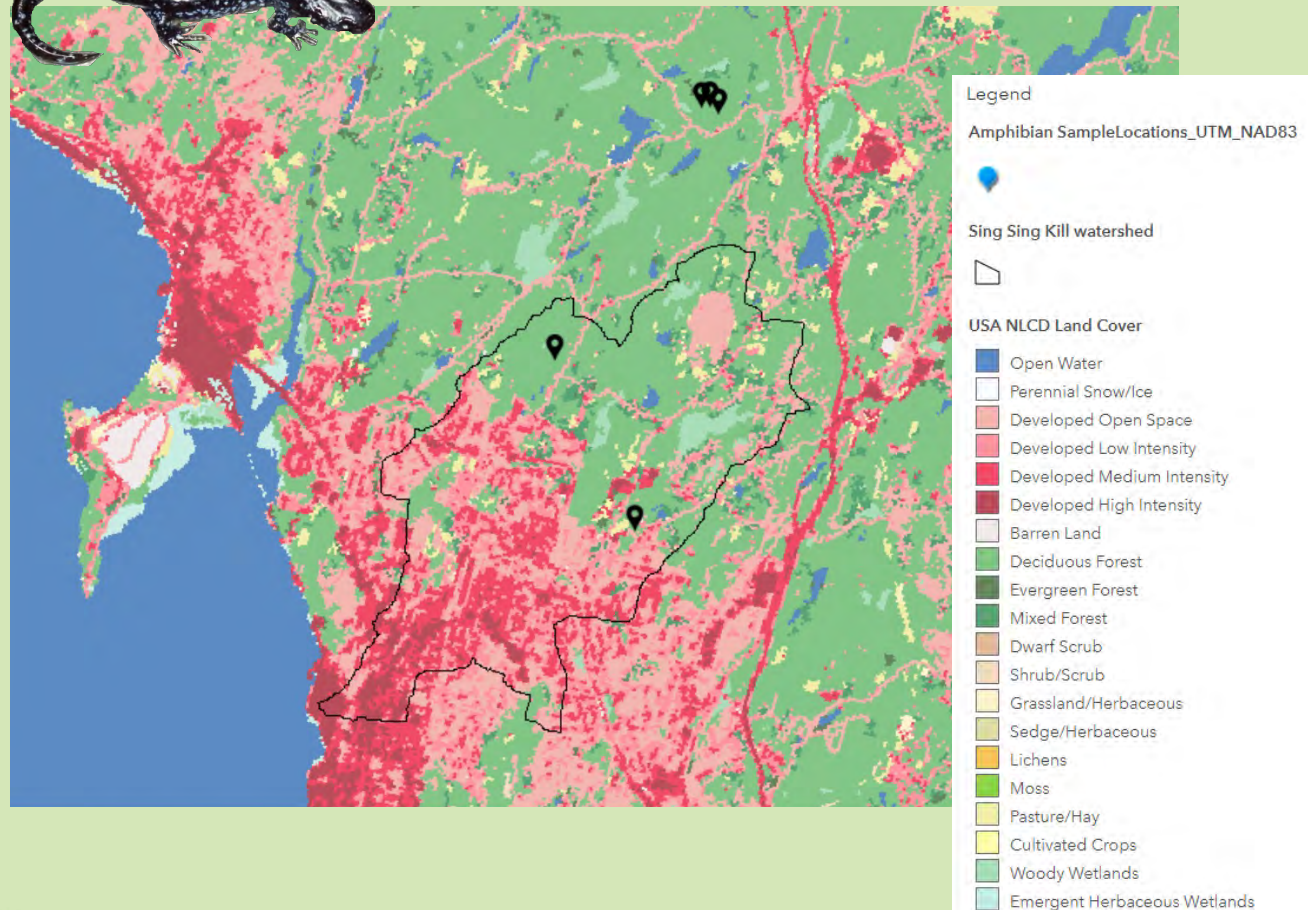 Legend
Amphibian SampleLocations_UTM_NAD83
Sing Sing Kill watershed
USA NLCD Land Cover
Open Water
Perennial Snow/Ice
Developed Open Space
Developed Low Intensity
Developed Medium Intensity
Developed High Intensity
Barren Land
Deciduous Forest
Evergreen Forest
Mixed Forest
Dwarf Scrub
Shrub/Scrub
Grassland/Herbaceous
Sedge/Herbaceous
Lichens
Moss
Pasture/Hay
Cultivated Crops
Woody Wetlands
Emergent Herbaceous Wetlands